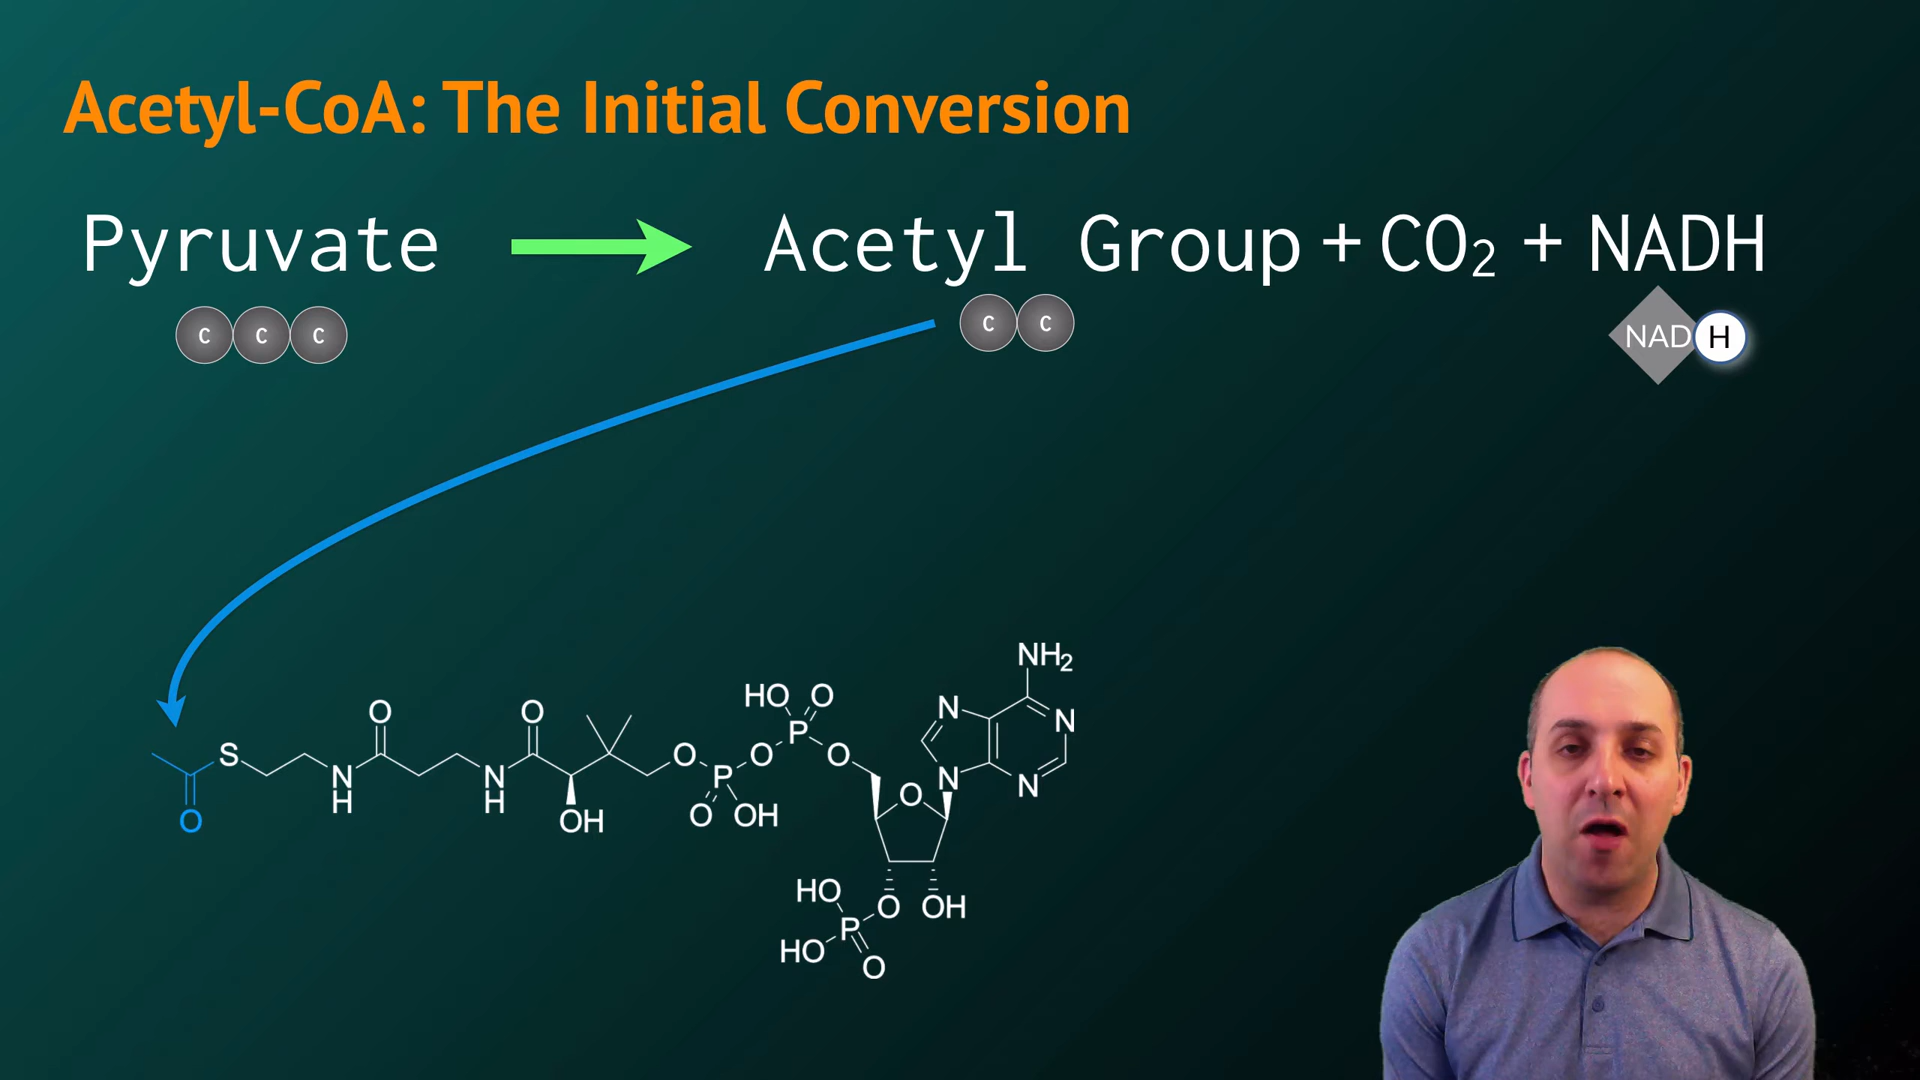 Acetyl-CoA: The Initial Conversion
Pyruvate → Acetyl Group + CO₂ + NADH
C C C
C C
NAD H
NH₂
HO O
N N
O O P
S O O O N N
N H N H P O
O OH O OH
HO O OH
P
HO O